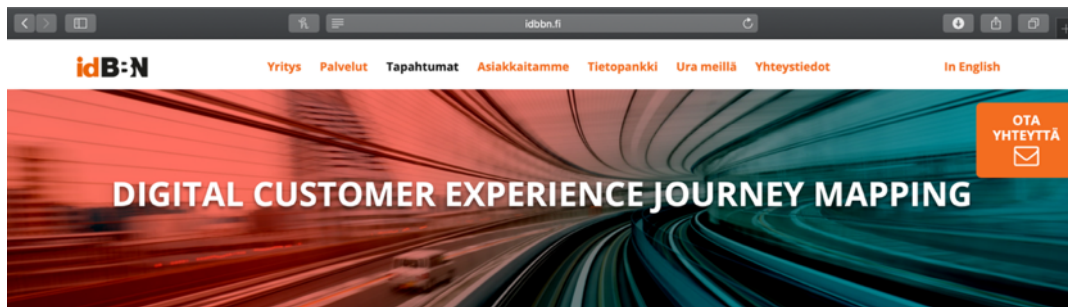 idbbn.fi
idBBN
Yritys Palvelut Tapahtumat Asiakkaitamme Tietopankki Ura meillä Yhteystiedot In English
OTA
YHTEYTTÄ
DIGITAL CUSTOMER EXPERIENCE JOURNEY MAPPING